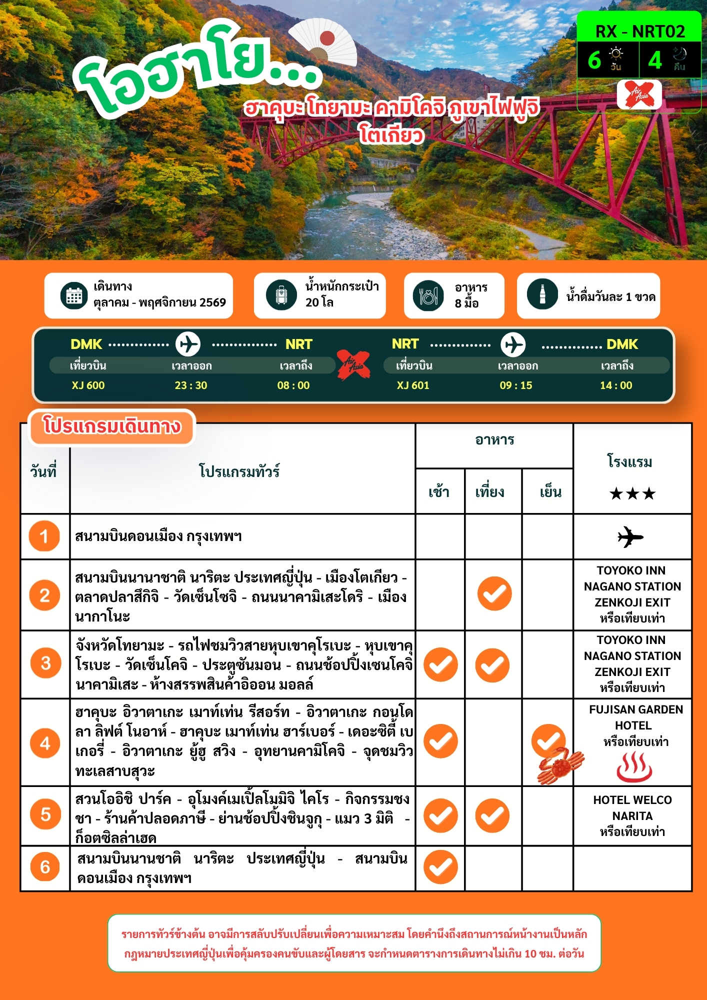 โอฮาโย...
ฮาคุบะ โทยามะ คามิโคจิ ภูเขาไฟฟูจิ
โตเกียว
RX - NRT02
6 วัน 4 คืน
Air Asia X
เดินทาง
ตุลาคม - พฤศจิกายน 2569
น้ำหนักกระเป๋า
20 โล
อาหาร
8 มื้อ
น้ำดื่มวันละ 1 ขวด
DMK NRT
เที่ยวบิน เวลาออก เวลาถึง
XJ 600 23 : 30 08 : 00
Air Asia X
NRT DMK
เที่ยวบิน เวลาออก เวลาถึง
XJ 601 09 : 15 14 : 00
โปรแกรมเดินทาง
วันที่ โปรแกรมทัวร์ อาหาร โรงแรม
เช้า เที่ยง เย็น ★★★
1
สนามบินดอนเมือง กรุงเทพฯ
2
สนามบินนานาชาติ นาริตะ ประเทศญี่ปุ่น - เมืองโตเกียว -
ตลาดปลาสึกิจิ - วัดเซ็นโซจิ - ถนนนาคามิเสะโดริ - เมือง
นากาโนะ
TOYOKO INN
NAGANO STATION
ZENKOJI EXIT
หรือเทียบเท่า
3
จังหวัดโทยามะ - รถไฟชมวิวสายหุบเขาคุโรเบะ - หุบเขาคุ
โรเบะ - วัดเซ็นโคจิ - ประตูซันมอน - ถนนช้อปปิ้งเซนโคจิ
นาคามิเสะ - ห้างสรรพสินค้าอิออน มอลล์
TOYOKO INN
NAGANO STATION
ZENKOJI EXIT
หรือเทียบเท่า
4
ฮาคุบะ อิวาตาเกะ เมาท์เท่น รีสอร์ท - อิวาตาเกะ กอนโด
ลา ลิฟต์ โนอาห์ - ฮาคุบะ เมาท์เท่น ฮาร์เบอร์ - เดอะซิตี้ เบ
เกอรี่ - อิวาตาเกะ ยู้ฮู สวิง - อุทยานคามิโคจิ - จุดชมวิว
ทะเลสาบสุวะ
FUJISAN GARDEN
HOTEL
หรือเทียบเท่า
5
สวนโออิชิ ปาร์ค - อุโมงค์เมเปิ้ลโมมิจิ ไคโร - กิจกรรมชง
ชา - ร้านค้าปลอดภาษี - ย่านช้อปปิ้งชินจูกุ - แมว 3 มิติ -
ก็อตซิลล่าเฮด
HOTEL WELCO
NARITA
หรือเทียบเท่า
6
สนามบินนานชาติ นาริตะ ประเทศญี่ปุ่น - สนามบิน
ดอนเมือง กรุงเทพฯ
รายการทัวร์ข้างต้น อาจมีการสลับปรับเปลี่ยนเพื่อความเหมาะสม โดยคำนึงถึงสถานการณ์หน้างานเป็นหลัก
กฎหมายประเทศญี่ปุ่นเพื่อคุ้มครองคนขับและผู้โดยสาร จะกำหนดตารางการเดินทางไม่เกิน 10 ชม. ต่อวัน